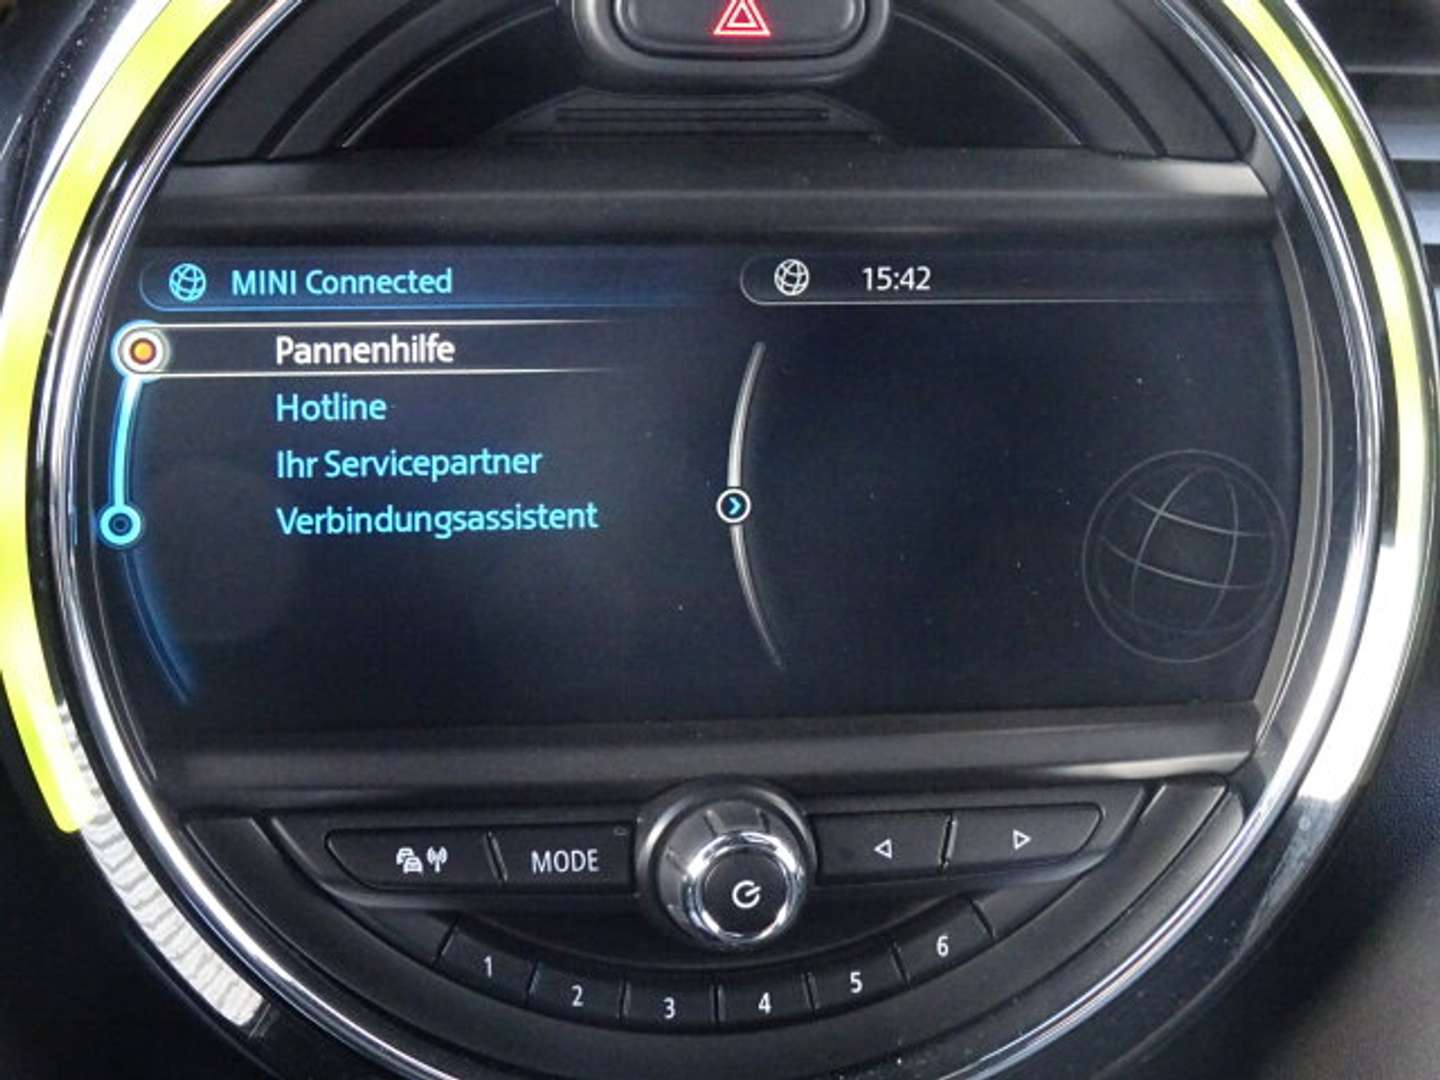 MINI Connected
15:42
Pannenhilfe
Hotline
Ihr Servicepartner
Verbindungsassistent
MODE
1
2
3
4
5
6